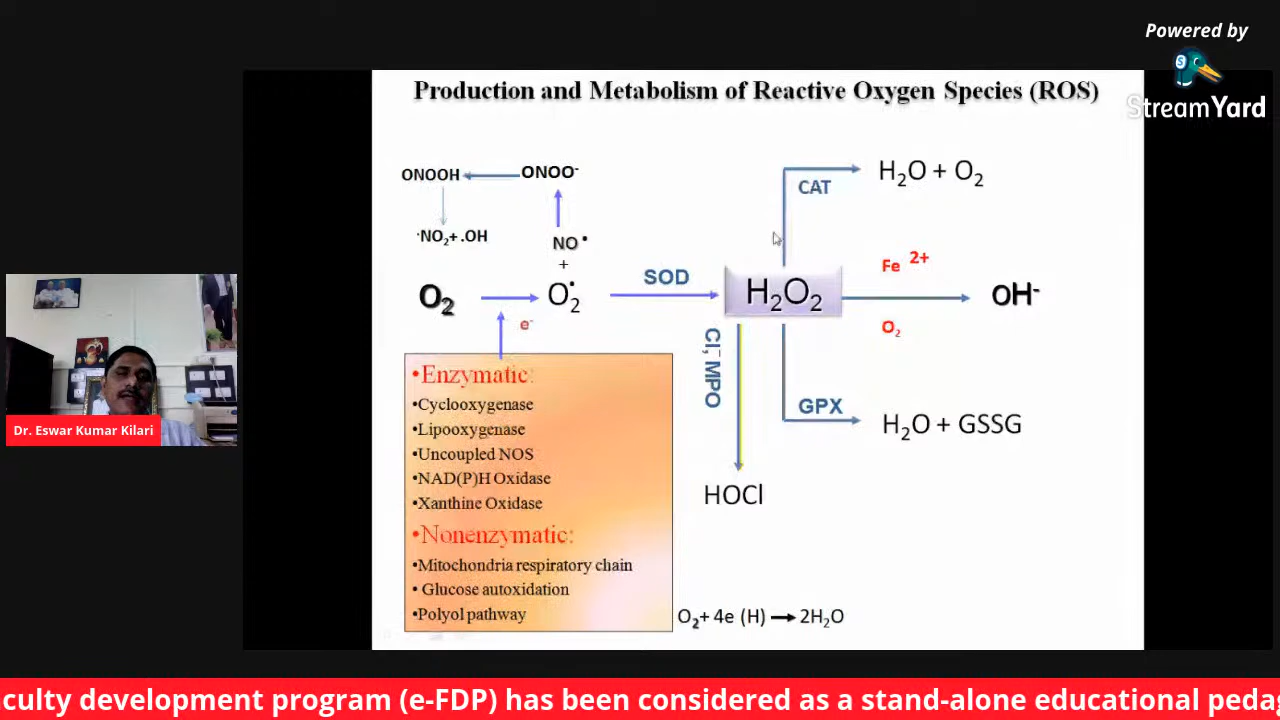 Powered by
S
StreamYard
Production and Metabolism of Reactive Oxygen Species (ROS)
ONOOH
ONOO⁻
·NO₂+ .OH
NO•
+
O₂
e⁻
O₂•
SOD
H₂O₂
CAT
H₂O + O₂
Fe 2+
O₂
OH⁻
Cl⁻, MPO
HOCl
GPX
H₂O + GSSG
•Enzymatic:
•Cyclooxygenase
•Lipooxygenase
•Uncoupled NOS
•NAD(P)H Oxidase
•Xanthine Oxidase
•Nonenzymatic:
•Mitochondria respiratory chain
• Glucose autoxidation
•Polyol pathway
O₂+ 4e (H) → 2H₂O
Dr. Eswar Kumar Kilari
culty development program (e-FDP) has been considered as a stand-alone educational peda